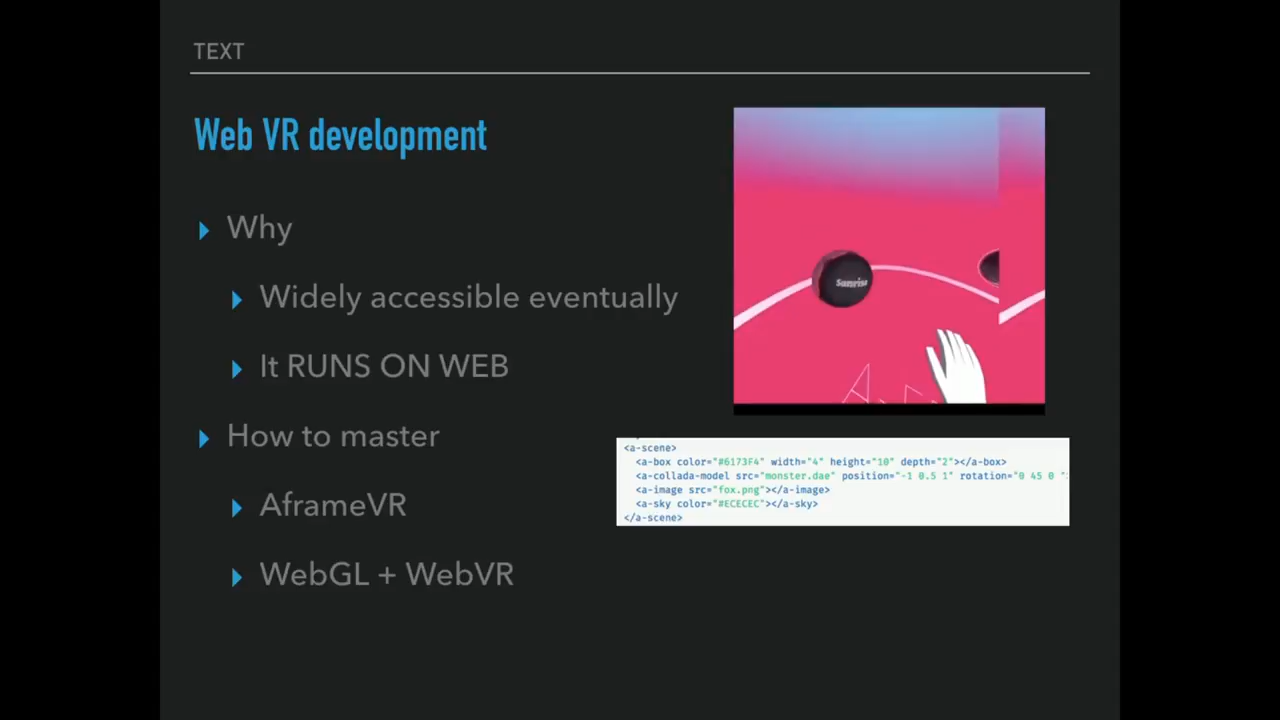 TEXT
Web VR development
Why
Widely accessible eventually
It RUNS ON WEB
How to master
AframeVR
WebGL + WebVR
sanrise
<a-scene>
<a-box color="#6173F4" width="4" height="10" depth="2"></a-box>
<a-collada-model src="monster.dae" position="-1 0.5 1" rotation="0 45 0 "
<a-image src="fox.png"></a-image>
<a-sky color="#ECECEC"></a-sky>
</a-scene>